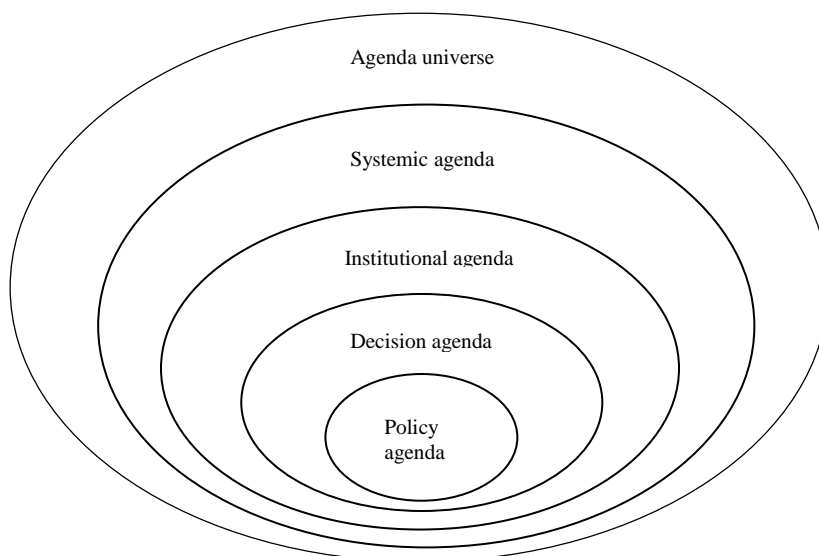 Agenda universe
Systemic agenda
Institutional agenda
Decision agenda
Policy
agenda